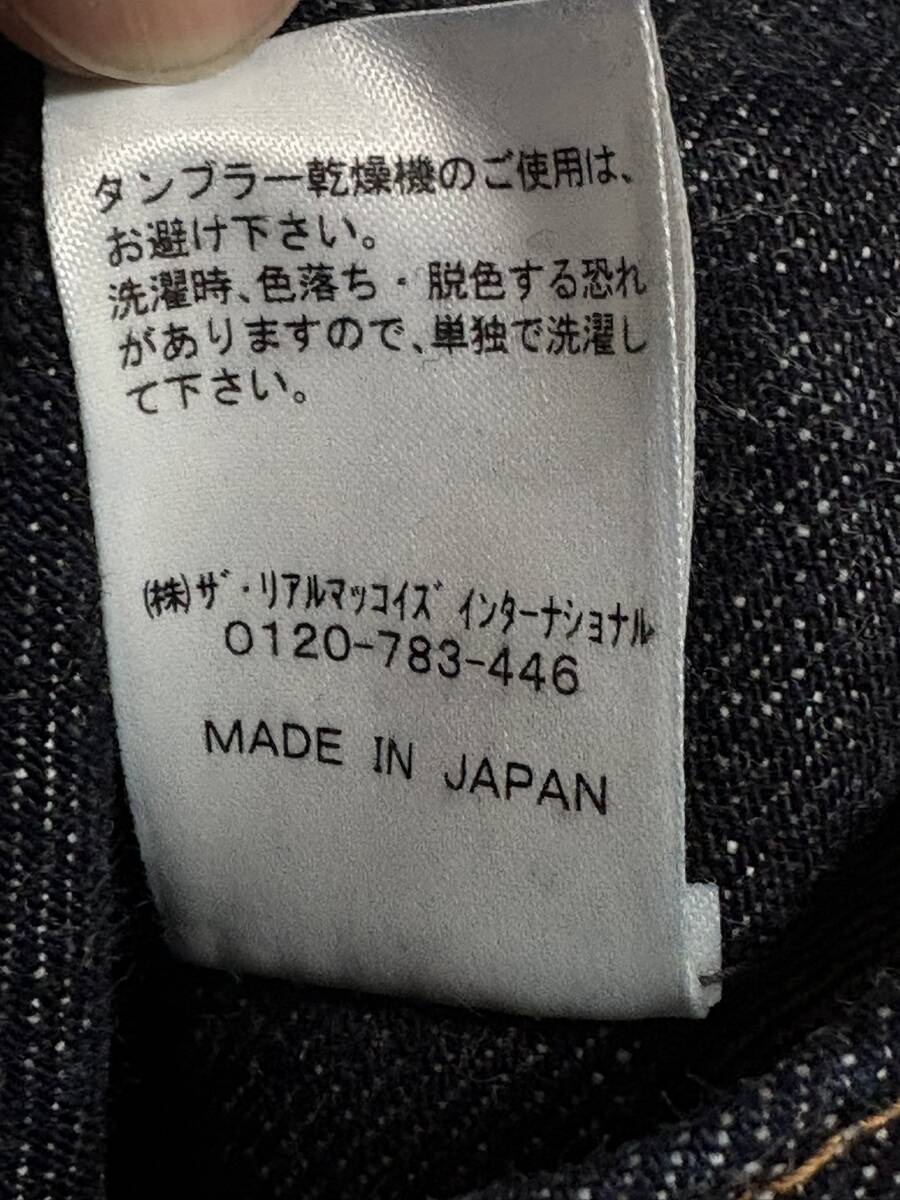 タンブラー乾燥機のご使用は、
お避け下さい。
洗濯時、色落ち・脱色する恐れ
がありますので、単独で洗濯し
て下さい。
㈱ザ・リアルマッコイズ インターナショナル
0120-783-446
MADE IN JAPAN